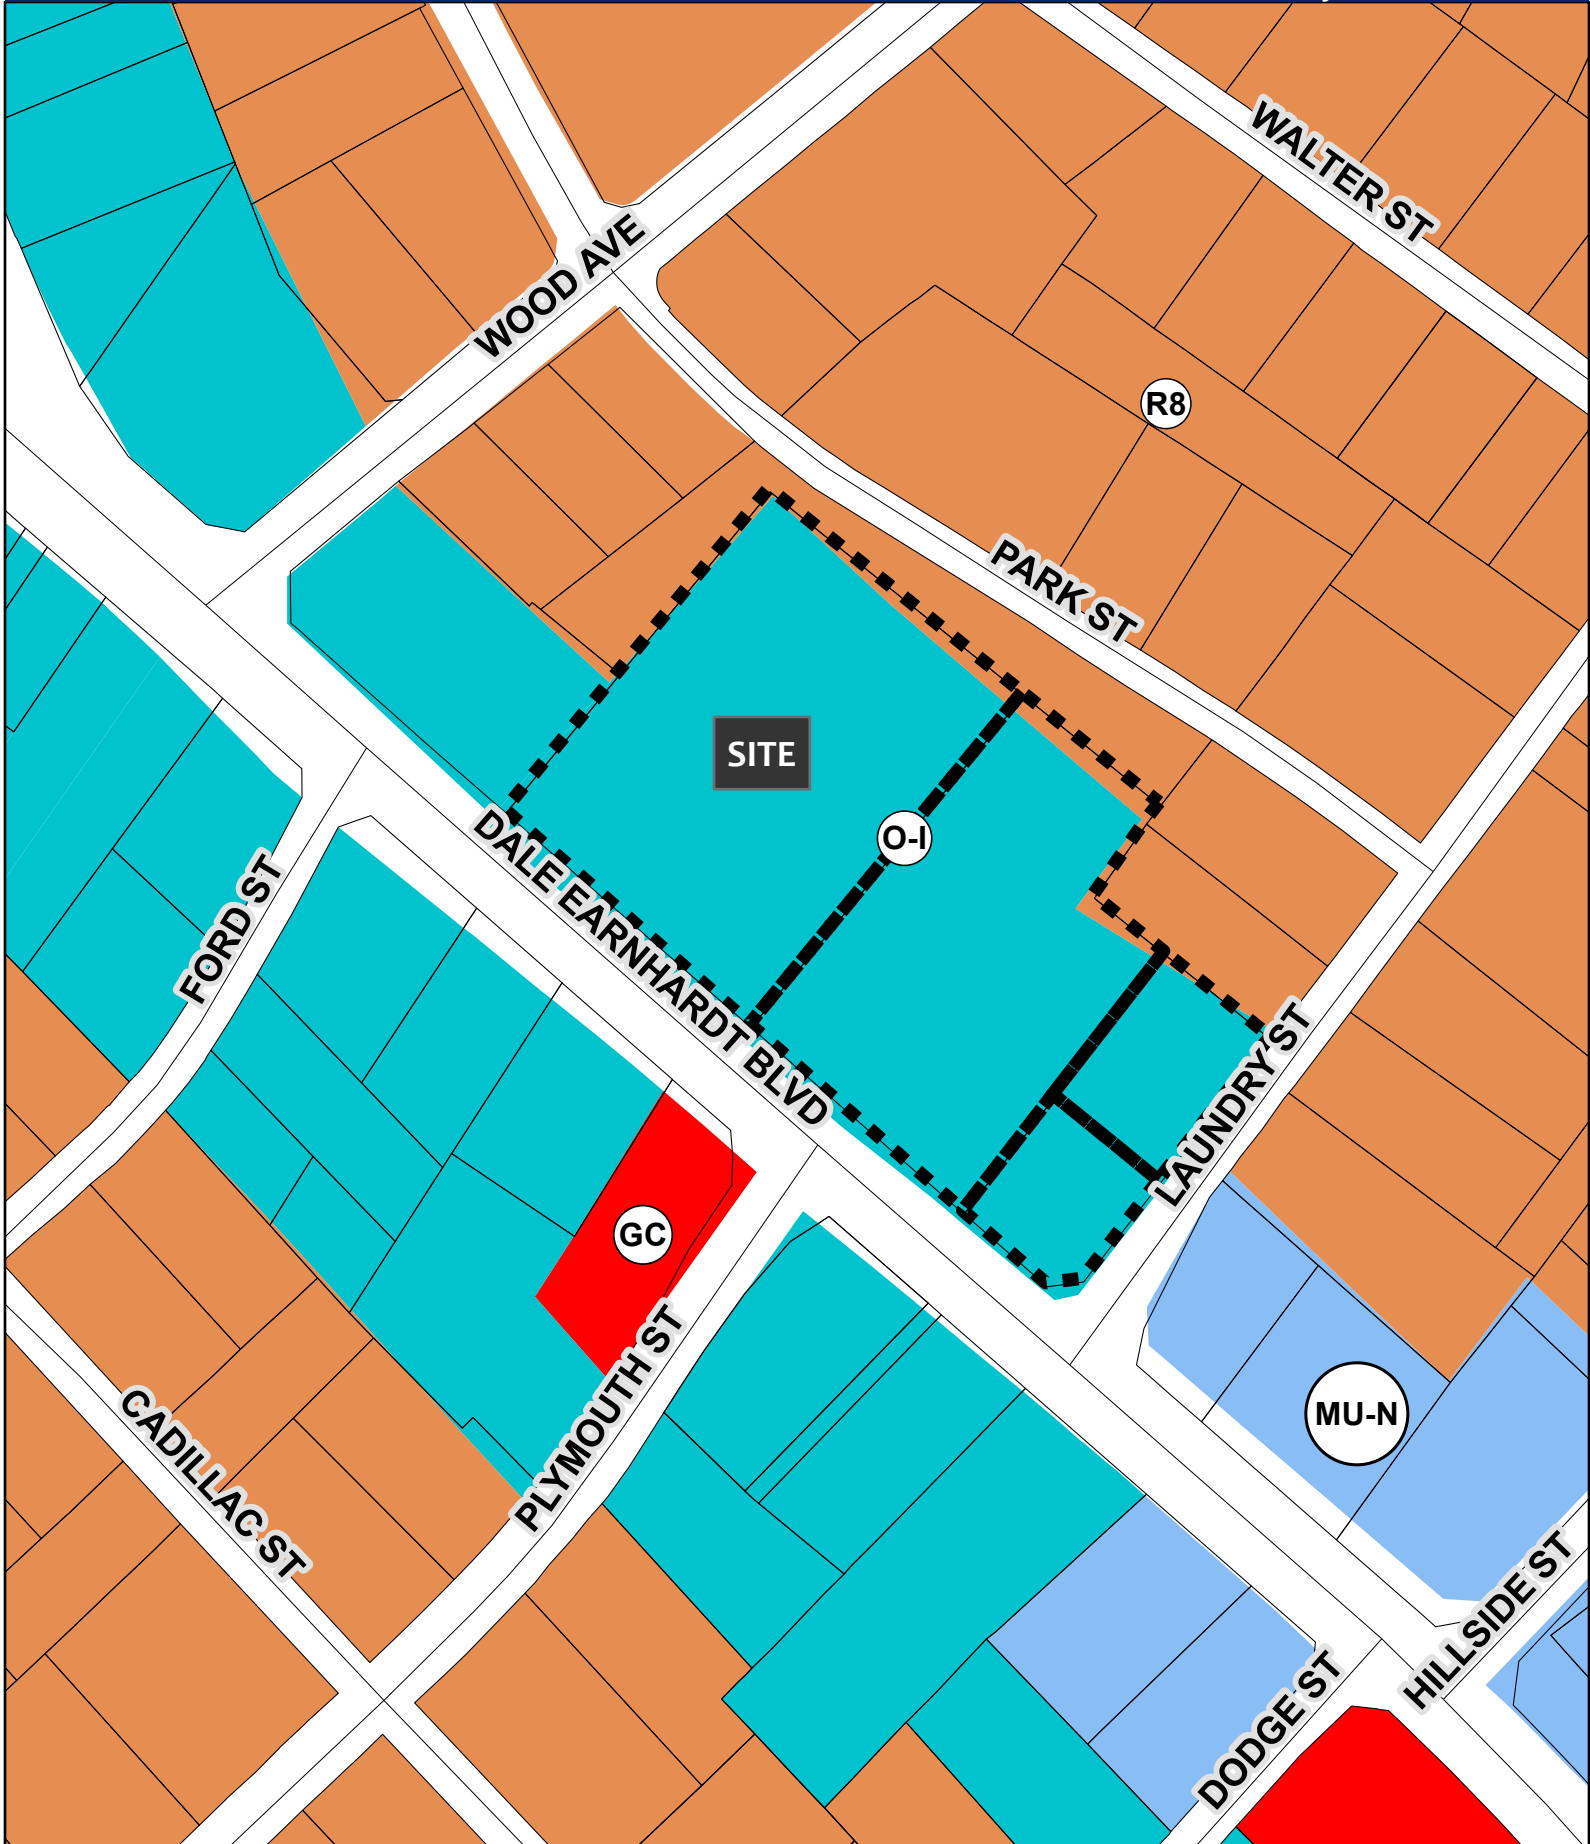 WALTER ST
WOOD AVE
R8
PARK ST
SITE
O-I
DALE EARNHARDT BLVD
FORD ST
LAUNDRY ST
GC
PLYMOUTH ST
MU-N
CADILLAC ST
HILLSIDE ST
DODGE ST